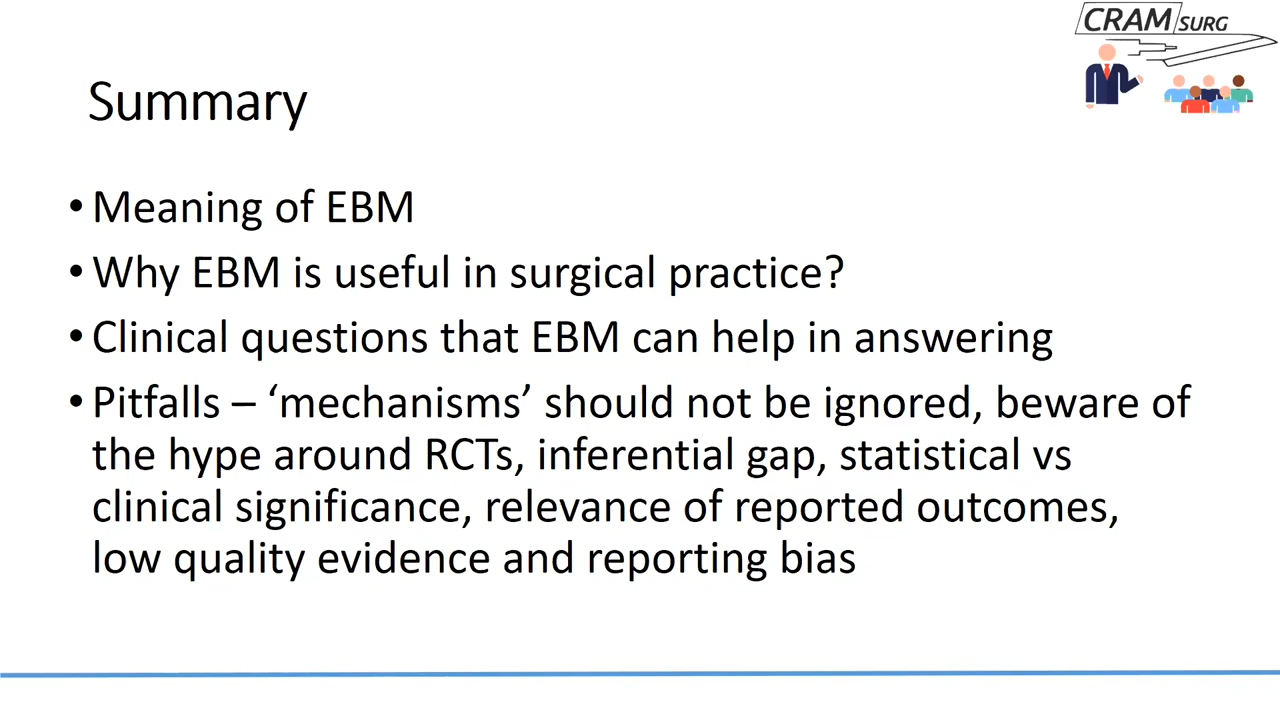 CRAM SURG
Summary
• Meaning of EBM
• Why EBM is useful in surgical practice?
• Clinical questions that EBM can help in answering
• Pitfalls – ‘mechanisms’ should not be ignored, beware of
the hype around RCTs, inferential gap, statistical vs
clinical significance, relevance of reported outcomes,
low quality evidence and reporting bias